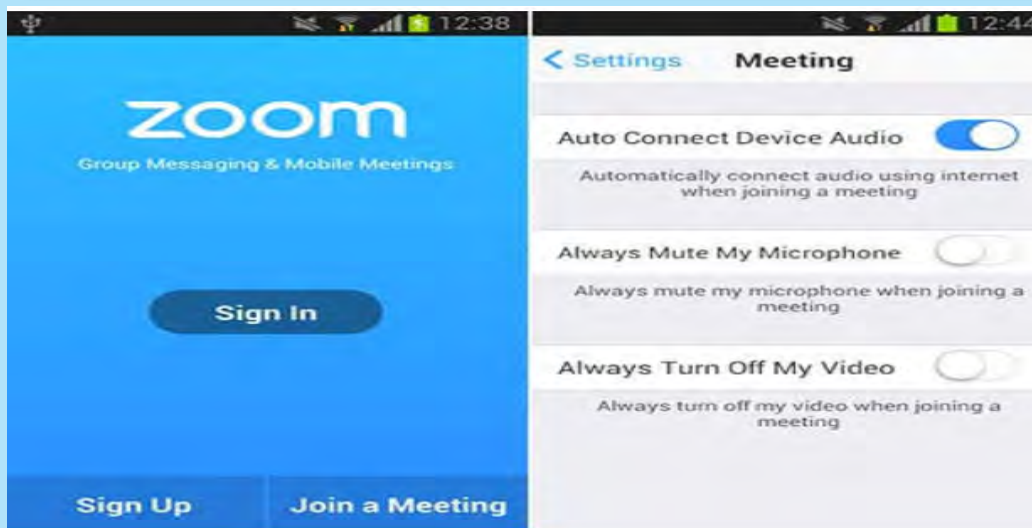 12:38
zoom
Group Messaging & Mobile Meetings
Sign In
Sign Up
Join a Meeting
12:44
Settings
Meeting
Auto Connect Device Audio
Automatically connect audio using internet
when joining a meeting
Always Mute My Microphone
Always mute my microphone when joining a
meeting
Always Turn Off My Video
Always turn off my video when joining a
meeting